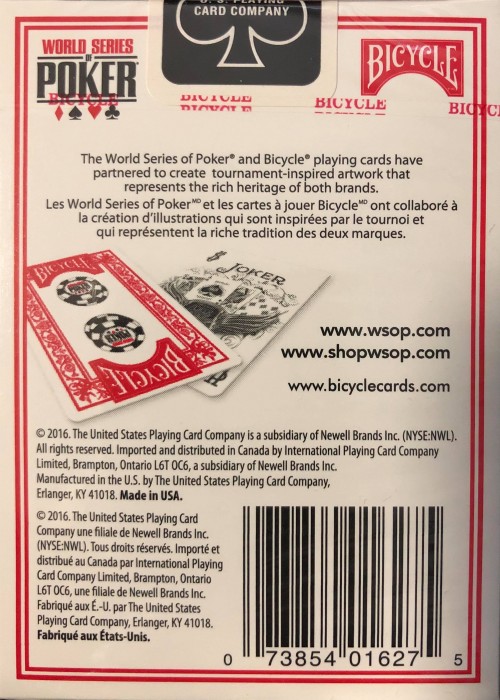 U. S. PLAYING
CARD COMPANY
WORLD SERIES
OF
POKER
BICYCLE
BICYCLE
BICYCLE
BICYCLE
BICYCLE
The World Series of Poker® and Bicycle® playing cards have
partnered to create tournament-inspired artwork that
represents the rich heritage of both brands.
Les World Series of Poker ᴹᴰ et les cartes à jouer Bicycle ᴹᴰ ont collaboré à
la création d'illustrations qui sont inspirées par le tournoi et
qui représentent la riche tradition des deux marques.
BICYCLE
JOKER
BICYCLE
www.wsop.com
www.shopwsop.com
www.bicyclecards.com
© 2016. The United States Playing Card Company is a subsidiary of Newell Brands Inc. (NYSE:NWL).
All rights reserved. Imported and distributed in Canada by International Playing Card Company
Limited, Brampton, Ontario L6T 0C6, a subsidiary of Newell Brands Inc.
Manufactured in the U.S. by The United States Playing Card Company,
Erlanger, KY 41018. Made in USA.
© 2016. The United States Playing Card
Company une filiale de Newell Brands Inc.
(NYSE:NWL). Tous droits réservés. Importé et
distribué au Canada par International Playing
Card Company Limited, Brampton, Ontario
L6T 0C6, une filiale de Newell Brands Inc.
Fabriqué aux É.-U. par The United States
Playing Card Company, Erlanger, KY 41018.
Fabriqué aux États-Unis.
0 73854 01627 5